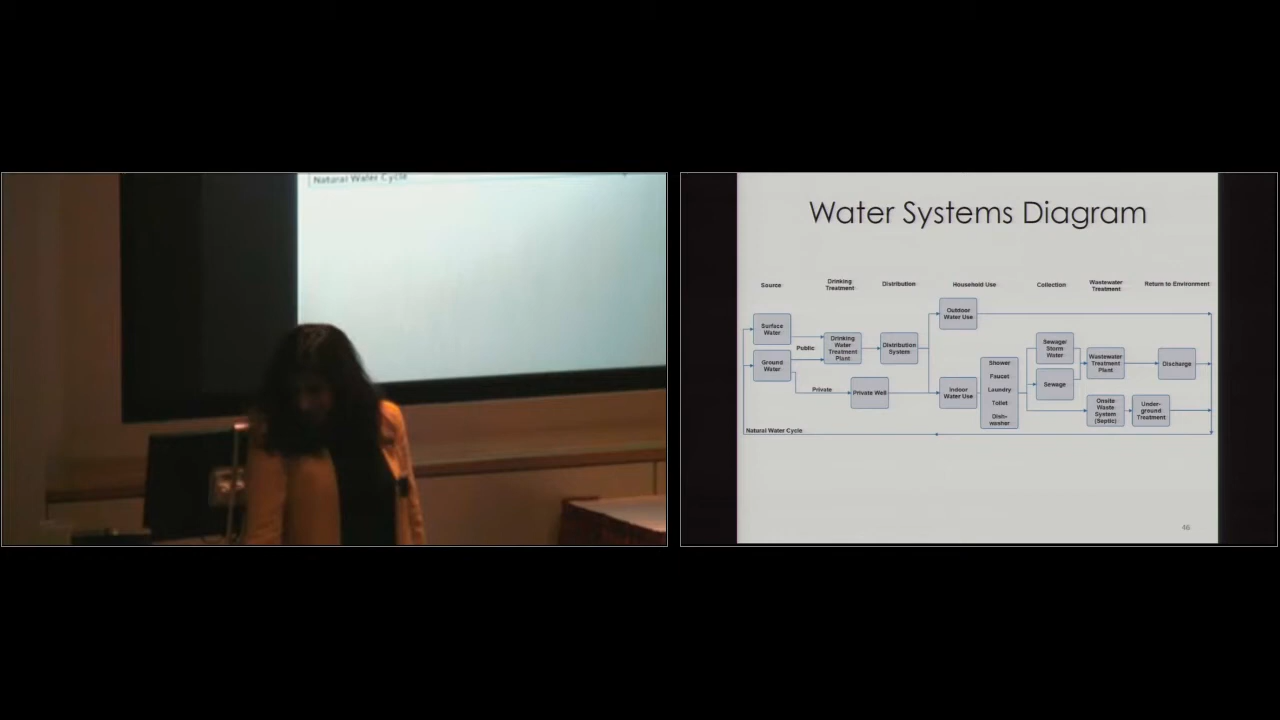 Natural Water Cycle
Water Systems Diagram
Source
Drinking
Treatment
Distribution
Household Use
Collection
Wastewater
Treatment
Return to Environment
Outdoor
Water Use
Surface
Water
Public
Ground
Water
Drinking
Water
Treatment
Plant
Distribution
System
Private
Private Well
Indoor
Water Use
Shower
Faucet
Laundry
Toilet
Dish-
washer
Sewage/
Storm
Water
Sewage
Wastewater
Treatment
Plant
Discharge
Onsite
Waste
System
(Septic)
Under-
ground
Treatment
Natural Water Cycle
46